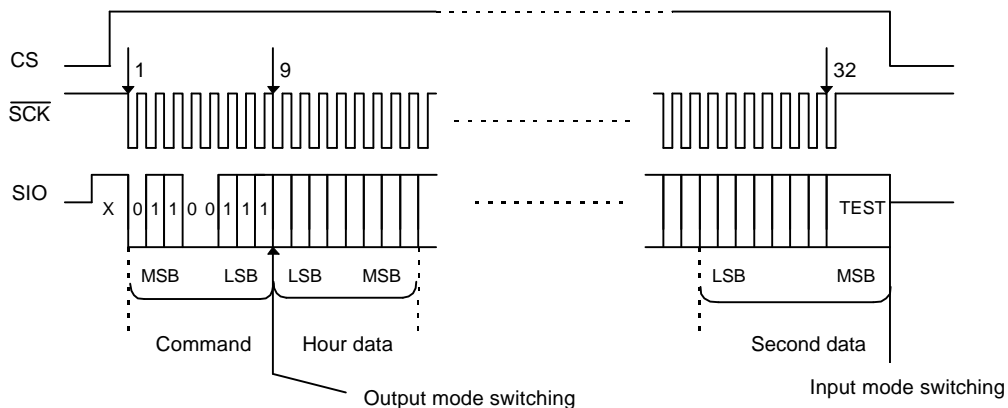 CS
1 9 32
SCK
SIO
X 0 1 1 0 0 1 1 1 TEST
MSB LSB LSB MSB LSB MSB
Command Hour data Second data
Output mode switching Input mode switching